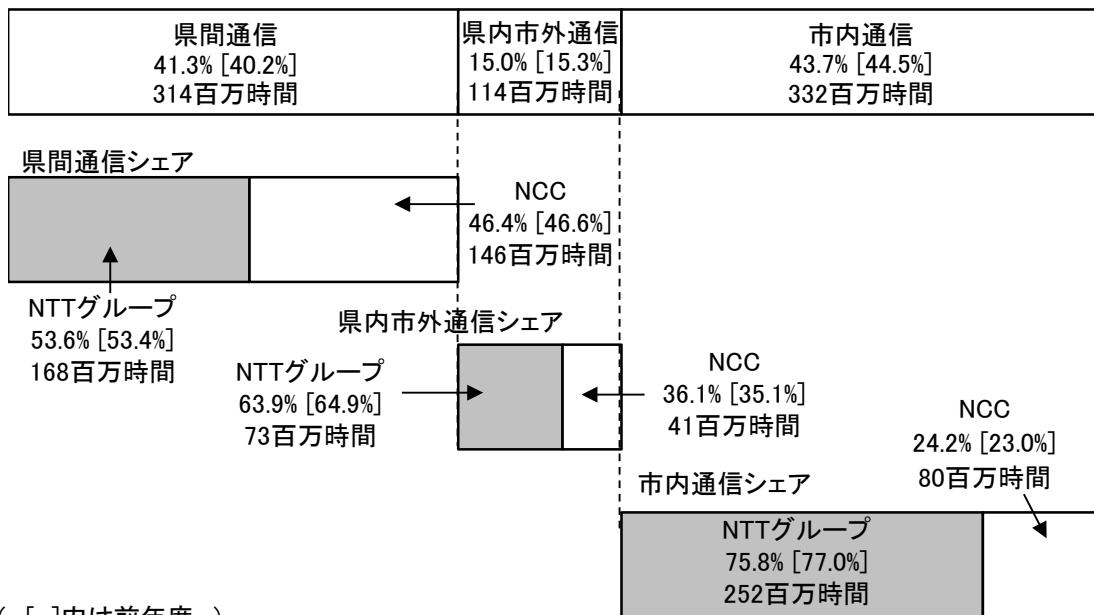 県間通信
41.3% [40.2%]
314百万時間
県内市外通信
15.0% [15.3%]
114百万時間
市内通信
43.7% [44.5%]
332百万時間
県間通信シェア
NCC
46.4% [46.6%]
146百万時間
NTTグループ
53.6% [53.4%]
168百万時間
県内市外通信シェア
NTTグループ
63.9% [64.9%]
73百万時間
NCC
36.1% [35.1%]
41百万時間
NCC
24.2% [23.0%]
80百万時間
市内通信シェア
NTTグループ
75.8% [77.0%]
252百万時間
( [ ]内は前年度 )